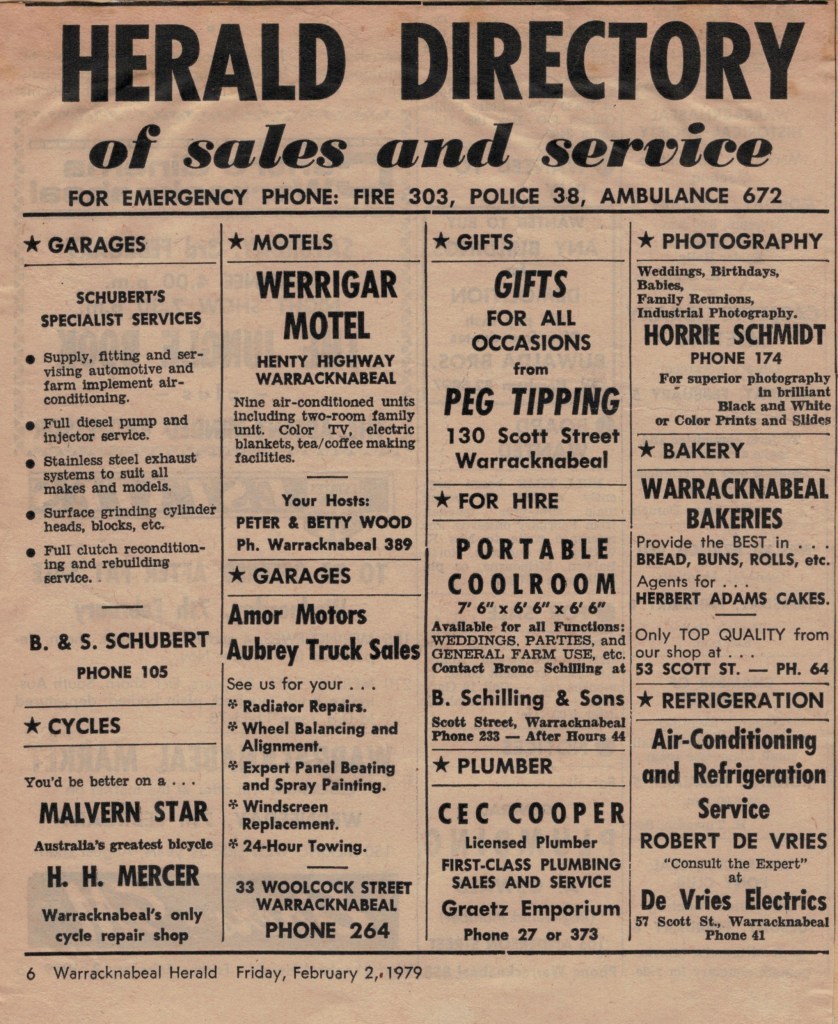 HERALD DIRECTORY
of sales and service
FOR EMERGENCY PHONE: FIRE 303, POLICE 38, AMBULANCE 672
★ GARAGES
SCHUBERT'S
SPECIALIST SERVICES
● Supply, fitting and ser-
vising automotive and
farm implement air-
conditioning.
● Full diesel pump and
injector service.
● Stainless steel exhaust
systems to suit all
makes and models.
● Surface grinding cylinder
heads, blocks, etc.
● Full clutch recondition-
ing and rebuilding
service.
B. & S. SCHUBERT
PHONE 105
★ CYCLES
You'd be better on a . . .
MALVERN STAR
Australia's greatest bicycle
H. H. MERCER
Warracknabeal's only
cycle repair shop
★ MOTELS
WERRIGAR
MOTEL
HENTY HIGHWAY
WARRACKNABEAL
Nine air-conditioned units
including two-room family
unit. Color TV, electric
blankets, tea/coffee making
facilities.
Your Hosts:
PETER & BETTY WOOD
Ph. Warracknabeal 389
★ GARAGES
Amor Motors
Aubrey Truck Sales
See us for your . . .
* Radiator Repairs.
* Wheel Balancing and
Alignment.
* Expert Panel Beating
and Spray Painting.
* Windscreen
Replacement.
* 24-Hour Towing.
33 WOOLCOCK STREET
WARRACKNABEAL
PHONE 264
★ GIFTS
GIFTS
FOR ALL
OCCASIONS
from
PEG TIPPING
130 Scott Street
Warracknabeal
★ FOR HIRE
PORTABLE
COOLROOM
7' 6" x 6' 6" x 6' 6"
Available for all Functions:
WEDDINGS, PARTIES, and
GENERAL FARM USE, etc.
Contact Bronc Schilling at
B. Schilling & Sons
Scott Street, Warracknabeal
Phone 233 — After Hours 44
★ PLUMBER
CEC COOPER
Licensed Plumber
FIRST-CLASS PLUMBING
SALES AND SERVICE
Graetz Emporium
Phone 27 or 373
★ PHOTOGRAPHY
Weddings, Birthdays,
Babies,
Family Reunions,
Industrial Photography.
HORRIE SCHMIDT
PHONE 174
For superior photography
in brilliant
Black and White
or Color Prints and Slides
★ BAKERY
WARRACKNABEAL
BAKERIES
Provide the BEST in . . .
BREAD, BUNS, ROLLS, etc.
Agents for . . .
HERBERT ADAMS CAKES.
Only TOP QUALITY from
our shop at . . .
53 SCOTT ST. — PH. 64
★ REFRIGERATION
Air-Conditioning
and Refrigeration
Service
ROBERT DE VRIES
"Consult the Expert"
at
De Vries Electrics
57 Scott St., Warracknabeal
Phone 41
6 Warracknabeal Herald Friday, February 2, 1979